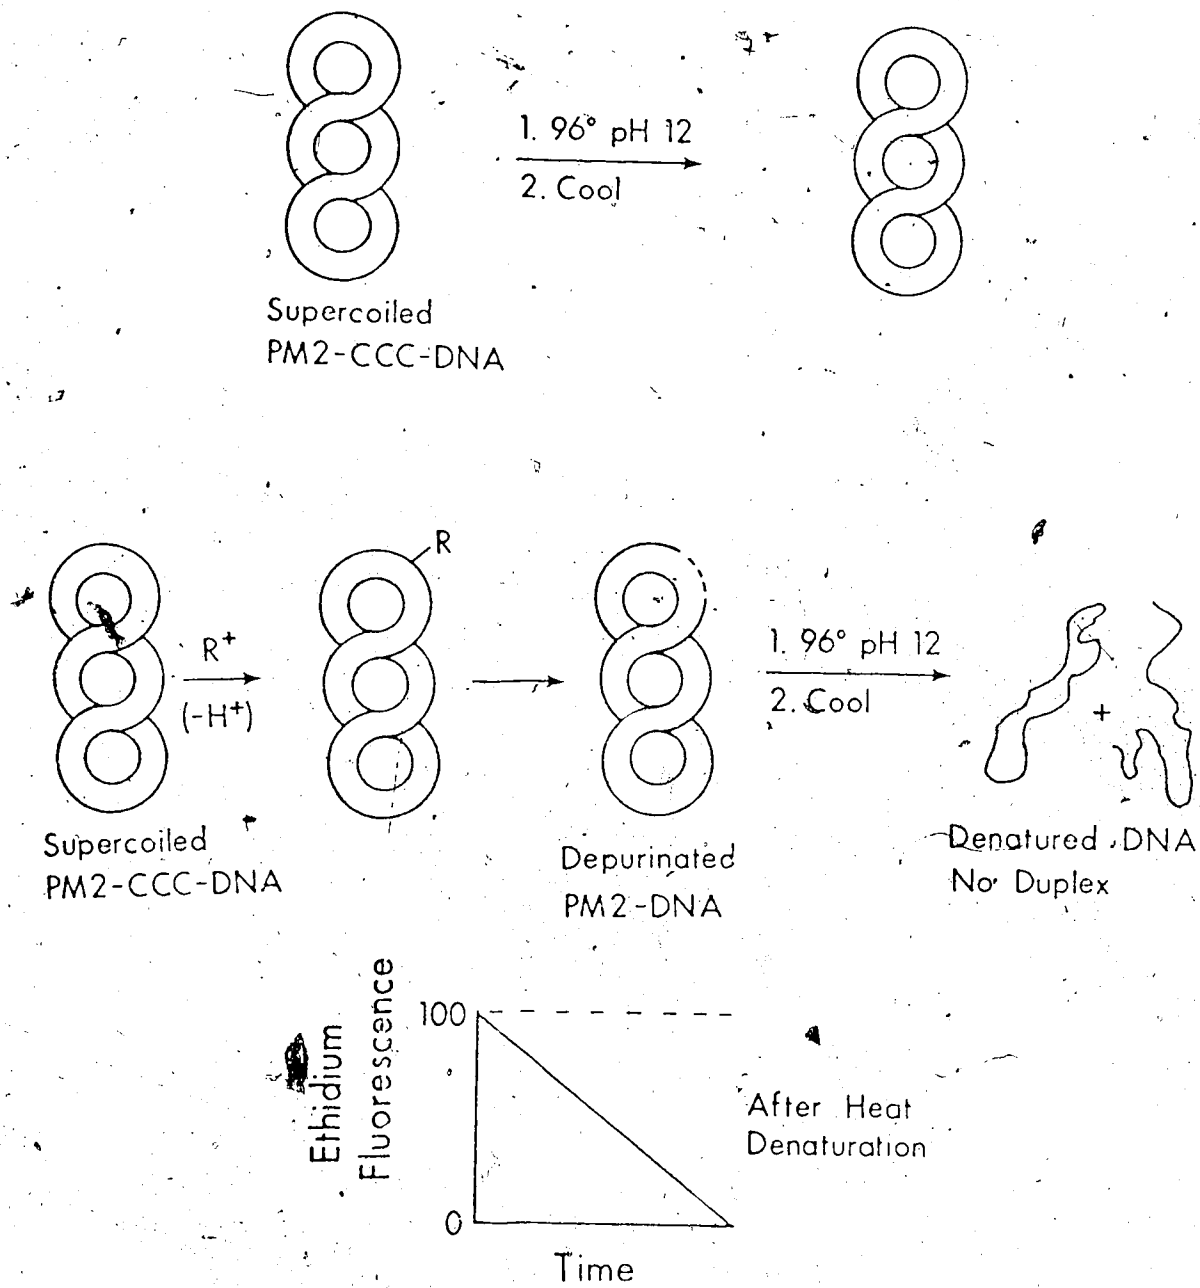 1. 96° pH 12
2. Cool
Supercoiled
PM2-CCC-DNA
R
R⁺
(-H⁺)
1. 96° pH 12
2. Cool
Supercoiled
PM2-CCC-DNA
Depurinated
PM2-DNA
+
Denatured DNA
No Duplex
Ethidium
Fluorescence
100
0
After Heat
Denaturation
Time